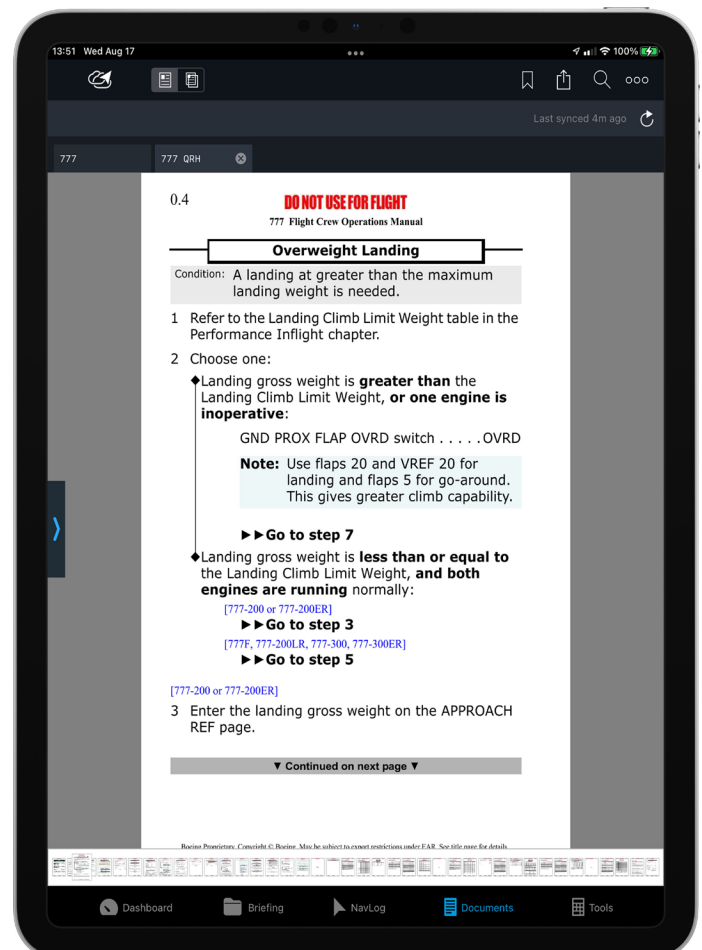 13:51 Wed Aug 17
100%
Last synced 4m ago
777
777 QRH
0.4
DO NOT USE FOR FLIGHT
777 Flight Crew Operations Manual
Overweight Landing
Condition: A landing at greater than the maximum
landing weight is needed.
1 Refer to the Landing Climb Limit Weight table in the
Performance Inflight chapter.
2 Choose one:
◆Landing gross weight is greater than the
Landing Climb Limit Weight, or one engine is
inoperative:
GND PROX FLAP OVRD switch . . . . . OVRD
Note: Use flaps 20 and VREF 20 for
landing and flaps 5 for go-around.
This gives greater climb capability.
▶▶Go to step 7
◆Landing gross weight is less than or equal to
the Landing Climb Limit Weight, and both
engines are running normally:
[777-200 or 777-200ER]
▶▶Go to step 3
[777F, 777-200LR, 777-300, 777-300ER]
▶▶Go to step 5
[777-200 or 777-200ER]
3 Enter the landing gross weight on the APPROACH
REF page.
▼ Continued on next page ▼
Boeing Proprietary. Copyright © Boeing. May be subject to export restrictions under EAR. See title page for details.
Dashboard
Briefing
NavLog
Documents
Tools